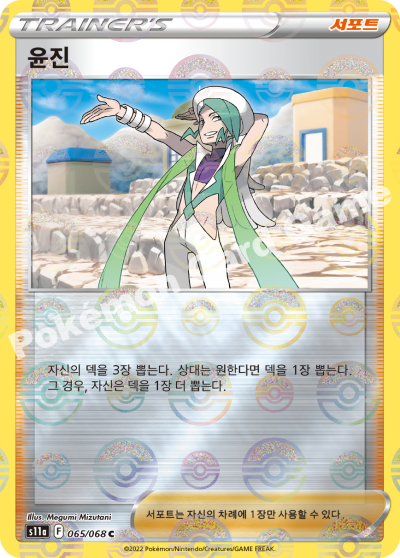 TRAINER'S
서포트
윤진
Pokémon Card Game
자신의 덱을 3장 뽑는다. 상대는 원한다면 덱을 1장 뽑는다.
그 경우, 자신은 덱을 1장 더 뽑는다.
Illus. Megumi Mizutani
s11a F 065/068 C
서포트는 자신의 차례에 1장만 사용할 수 있다.
©2022 Pokémon/Nintendo/Creatures/GAME FREAK.